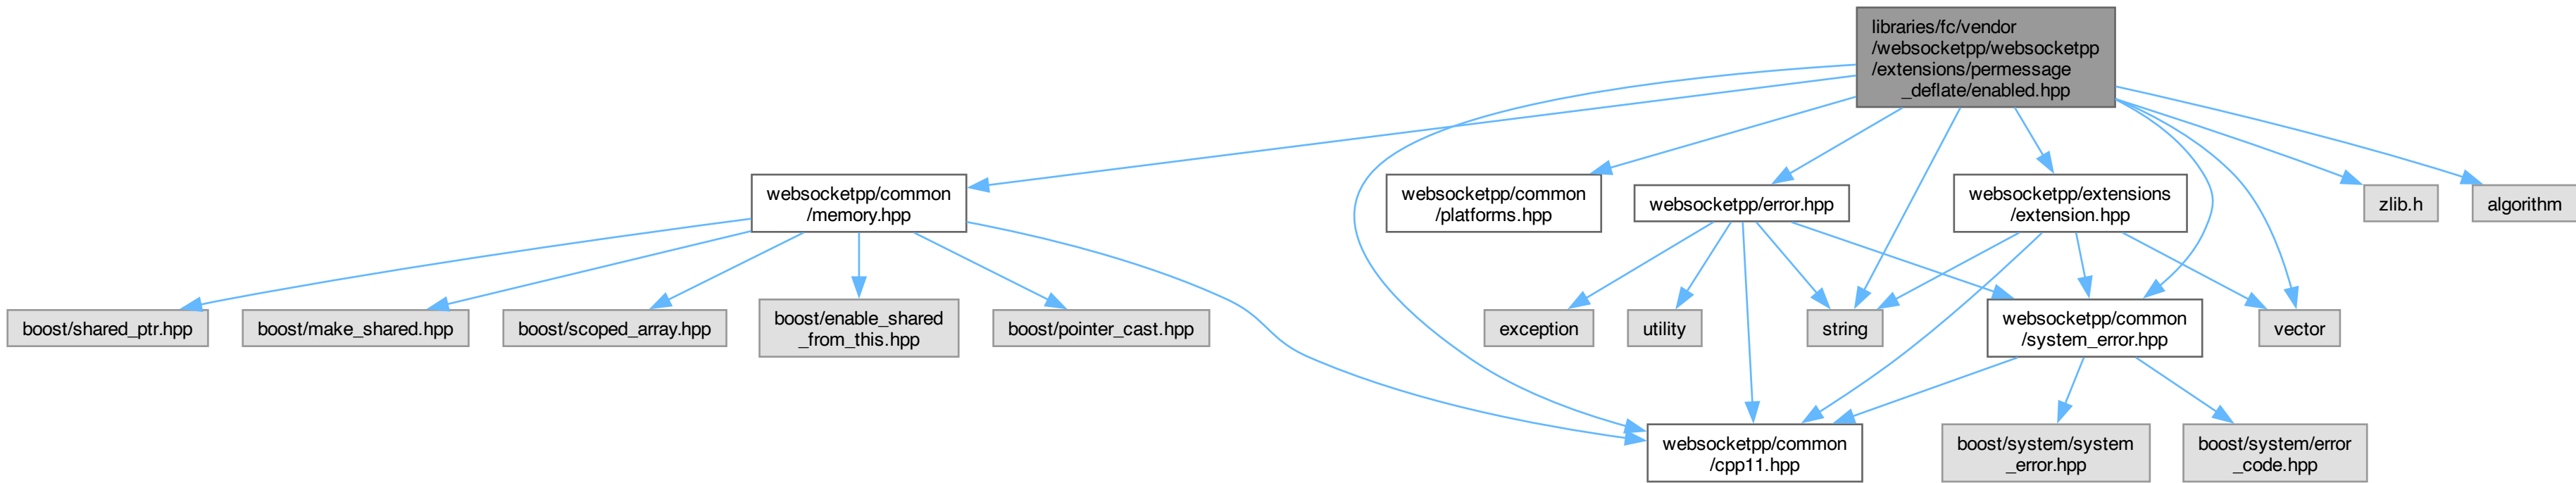 libraries/fc/vendor
/websocketpp/websocketpp
/extensions/permessage
_deflate/enabled.hpp
websocketpp/common
/memory.hpp
websocketpp/common
/platforms.hpp
websocketpp/error.hpp
websocketpp/extensions
/extension.hpp
zlib.h
algorithm
boost/shared_ptr.hpp
boost/make_shared.hpp
boost/scoped_array.hpp
boost/enable_shared
_from_this.hpp
boost/pointer_cast.hpp
exception
utility
string
websocketpp/common
/system_error.hpp
vector
websocketpp/common
/cpp11.hpp
boost/system/system
_error.hpp
boost/system/error
_code.hpp